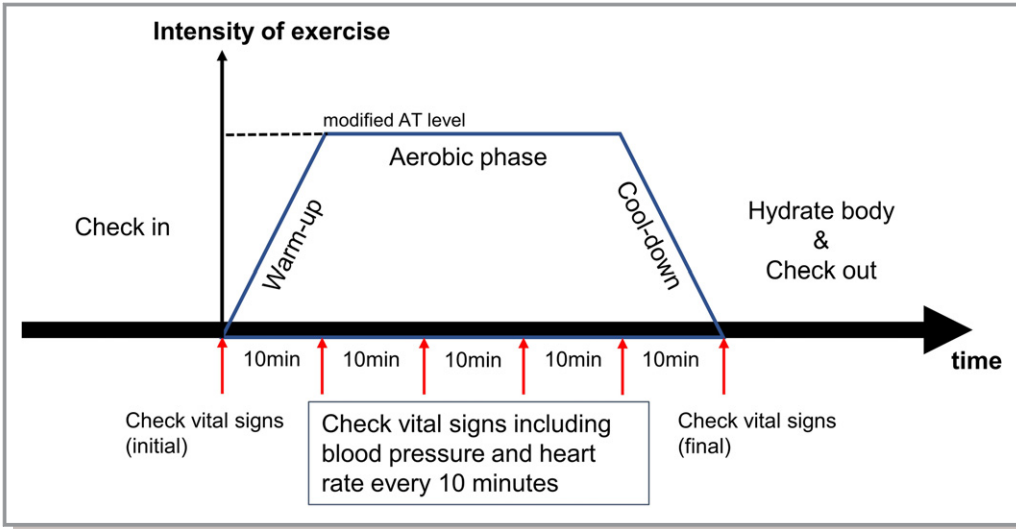 Intensity of exercise
modified AT level
Aerobic phase
Warm-up
Cool-down
Check in
Hydrate body
&
Check out
10min
10min
10min
10min
10min
time
Check vital signs
(initial)
Check vital signs including
blood pressure and heart
rate every 10 minutes
Check vital signs
(final)